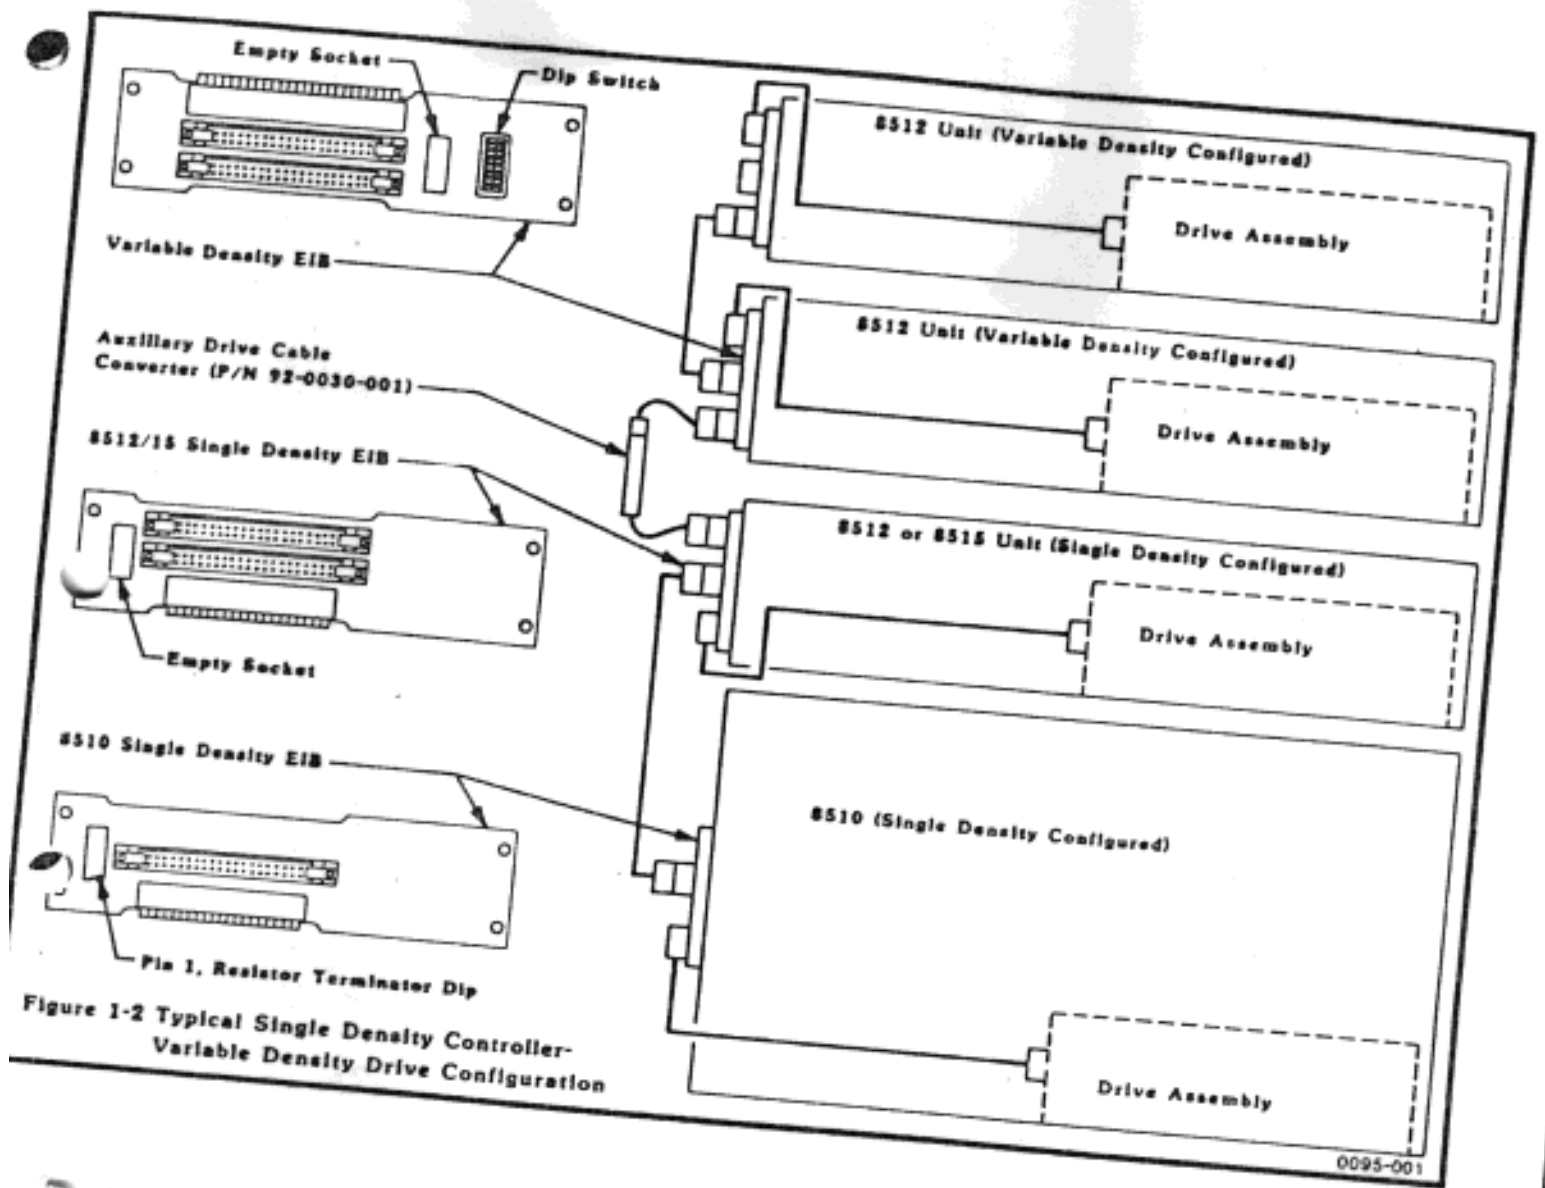 Empty Socket
Dip Switch
8512 Unit (Variable Density Configured)
Drive Assembly
Variable Density EIB
8512 Unit (Variable Density Configured)
Auxiliary Drive Cable
Converter (P/N 92-0030-001)
Drive Assembly
8512/15 Single Density EIB
8512 or 8515 Unit (Single Density Configured)
Drive Assembly
Empty Socket
8510 Single Density EIB
8510 (Single Density Configured)
Pin 1, Resistor Terminator Dip
Figure 1-2 Typical Single Density Controller-
Variable Density Drive Configuration
Drive Assembly
0095-001